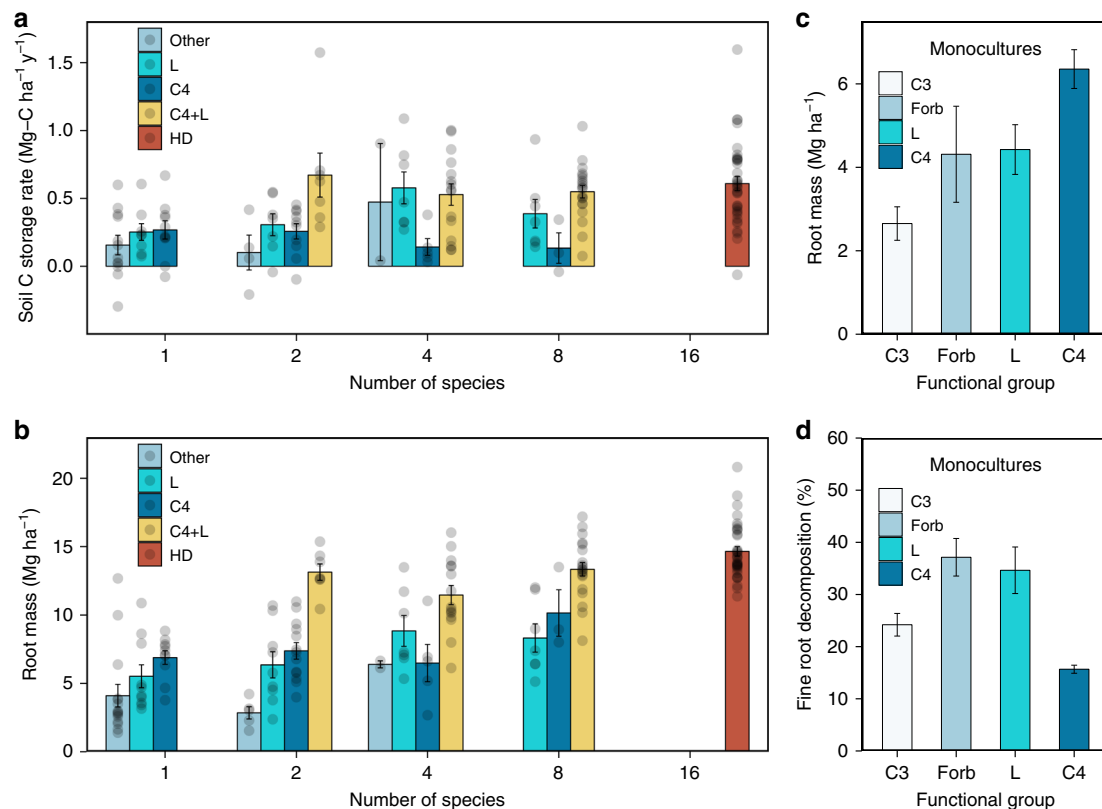 a
Other
L
C4
C4+L
HD
1.5
1.0
0.5
0.0
Soil C storage rate (Mg–C ha⁻¹ y⁻¹)
1 2 4 8 16
Number of species
b
Other
L
C4
C4+L
HD
20
15
10
5
0
Root mass (Mg ha⁻¹)
1 2 4 8 16
Number of species
c
Monocultures
C3
Forb
L
C4
6
4
2
0
Root mass (Mg ha⁻¹)
C3 Forb L C4
Functional group
d
Monocultures
C3
Forb
L
C4
60
50
40
30
20
10
0
Fine root decomposition (%)
C3 Forb L C4
Functional group